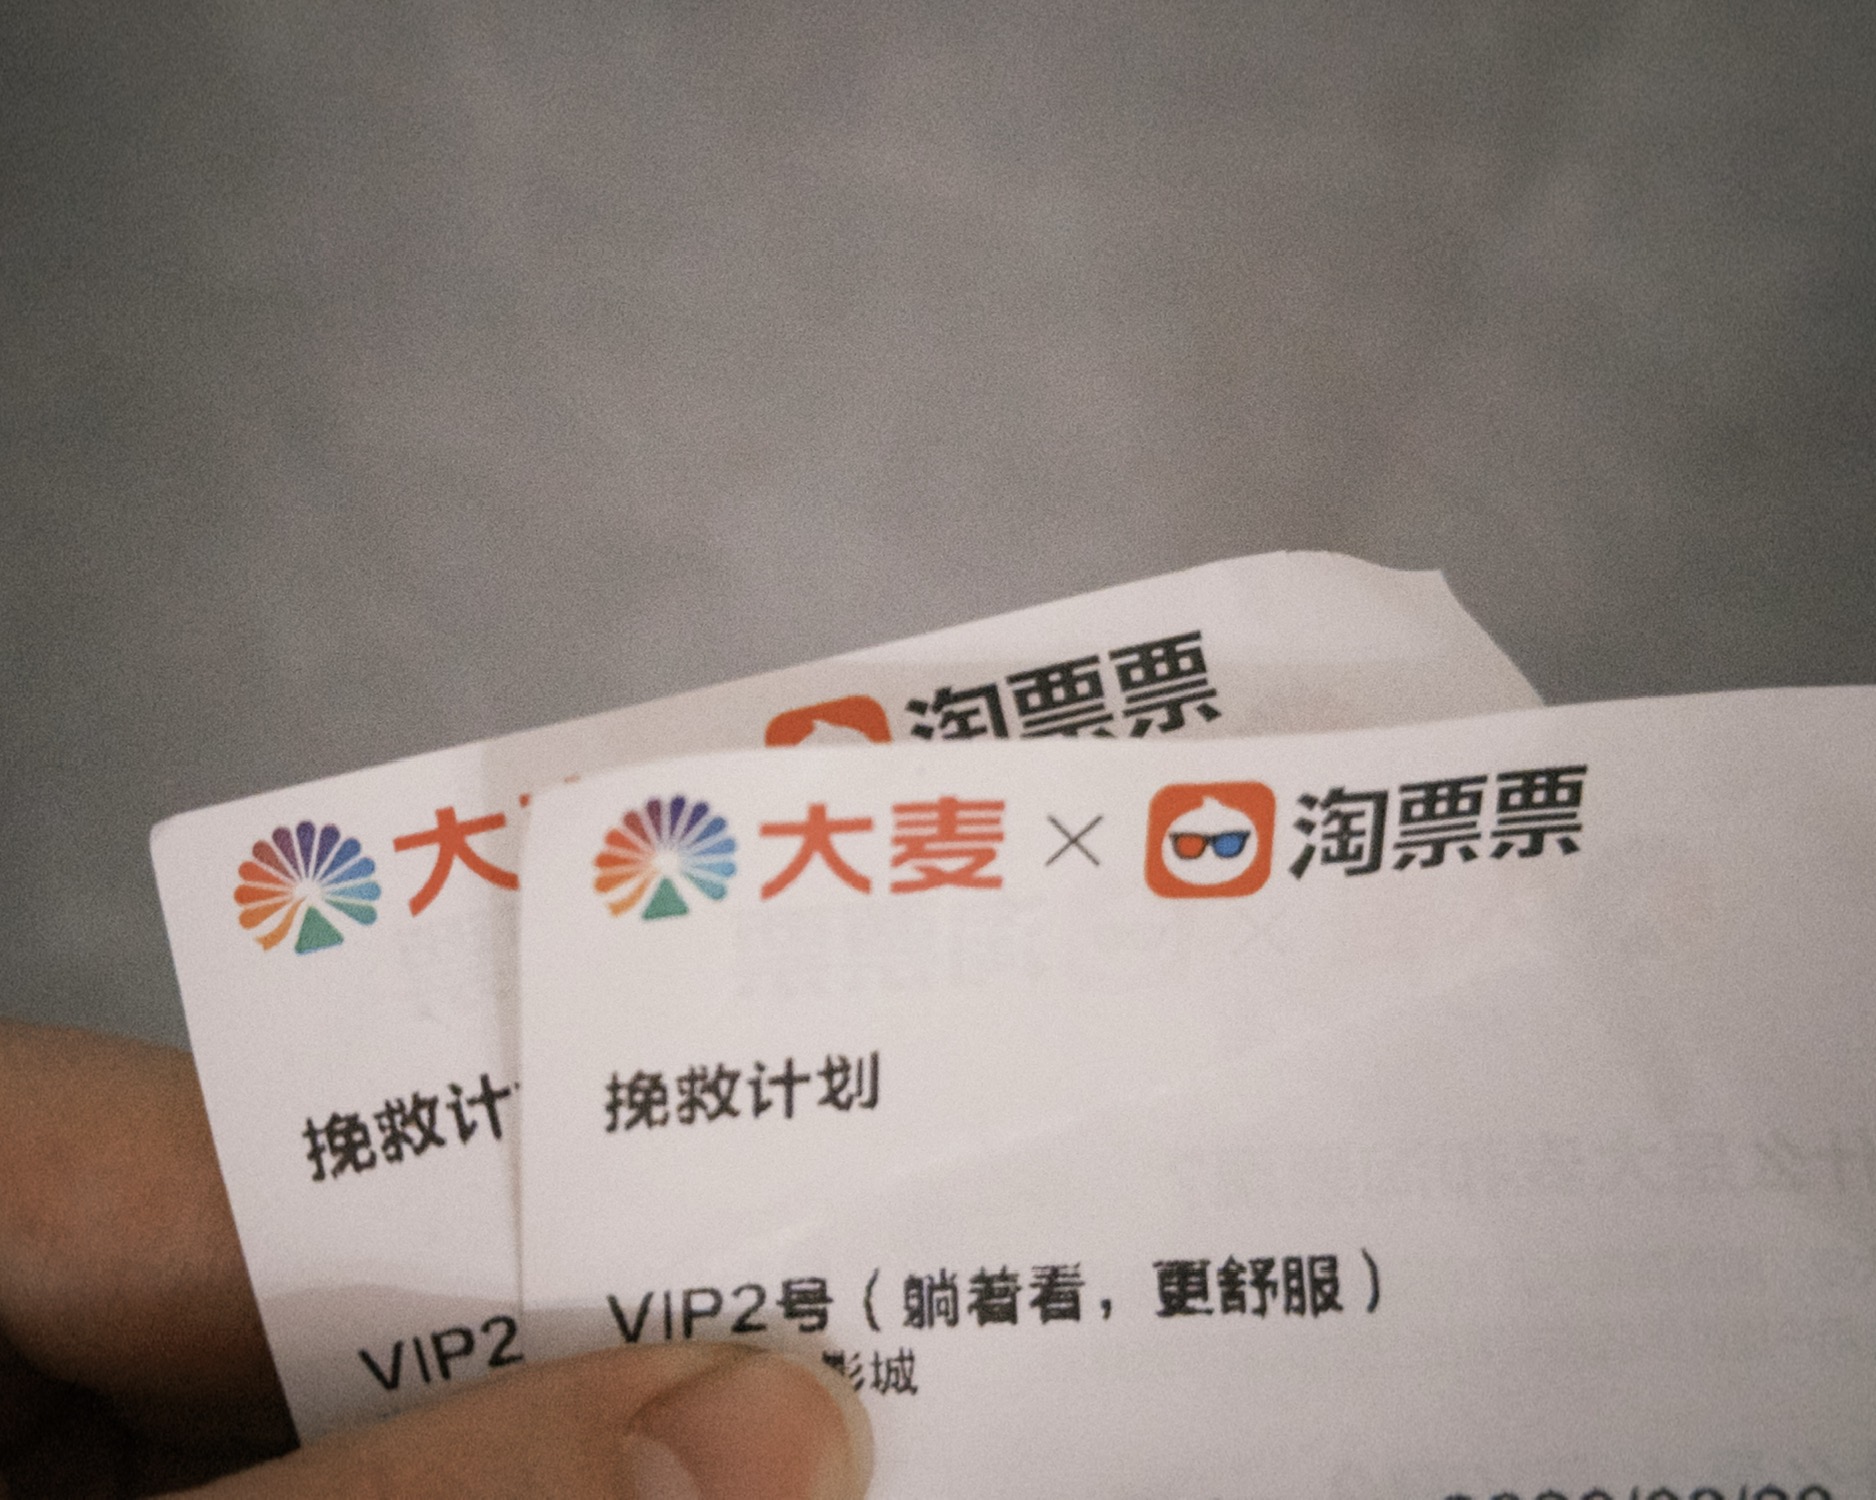 淘票票
大
大麦 × 淘票票
挽救计
挽救计划
VIP2
VIP2号（躺着看，更舒服）
影城